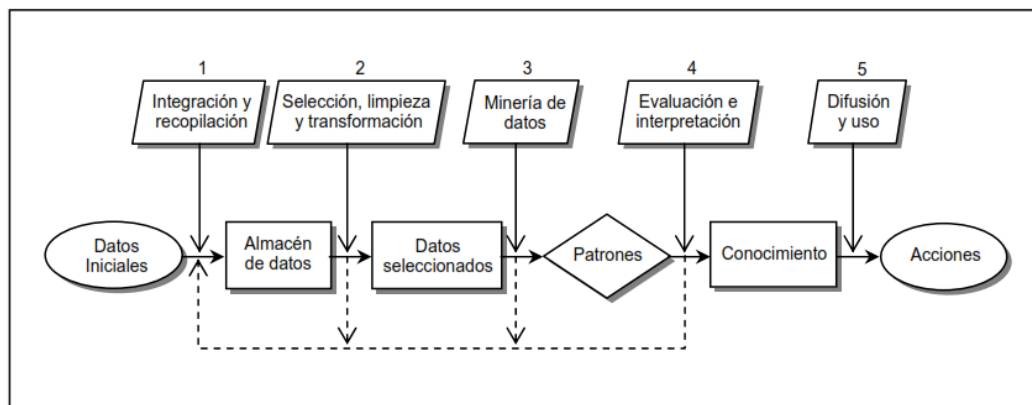 1
2
3
4
5
Integración y
recopilación
Selección, limpieza
y transformación
Minería de
datos
Evaluación e
interpretación
Difusión
y uso
Datos
Iniciales
Almacén
de datos
Datos
seleccionados
Patrones
Conocimiento
Acciones